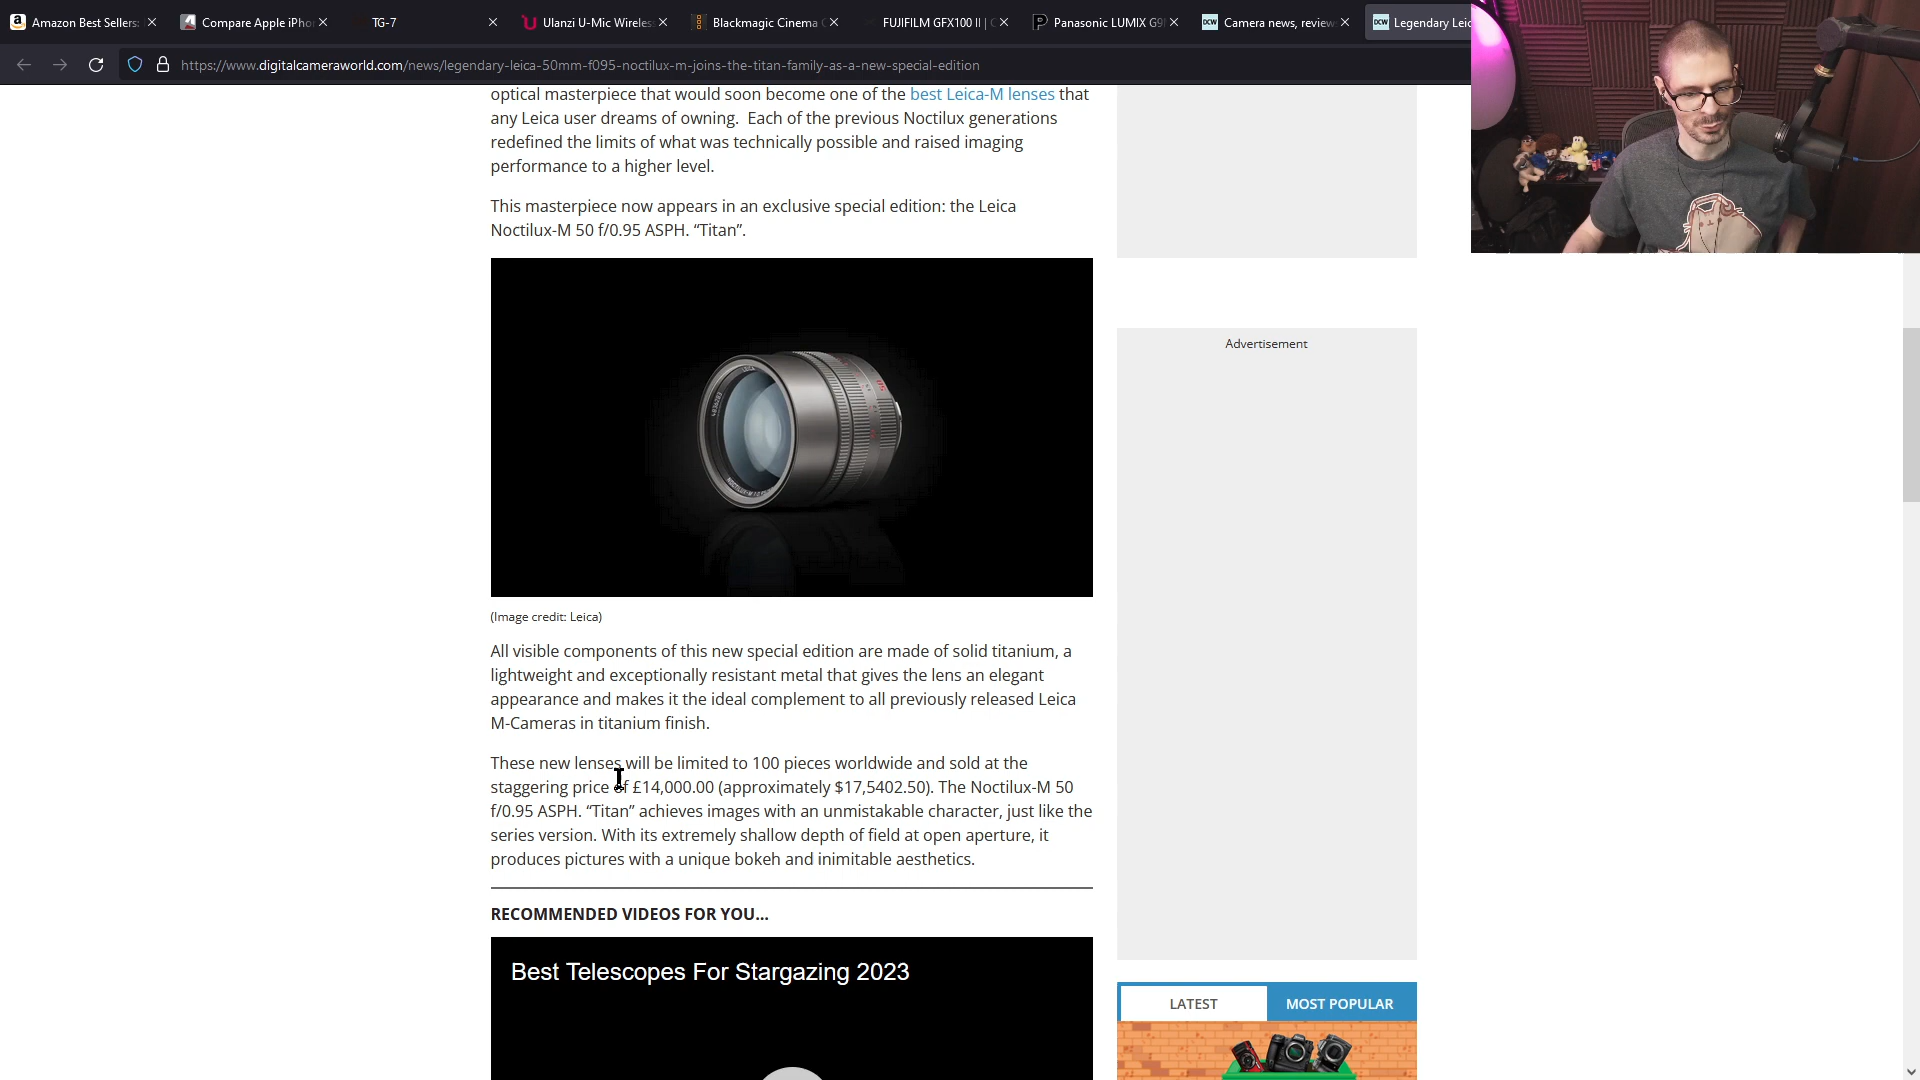 Amazon Best Sellers:
Compare Apple iPho
TG-7
Ulanzi U-Mic Wireless
Blackmagic Cinema C
FUJIFILM GFX100 II | C
Panasonic LUMIX G9I
DCW Camera news, review
DCW Legendary Leic
https://www.digitalcameraworld.com/news/legendary-leica-50mm-f095-noctilux-m-joins-the-titan-family-as-a-new-special-edition
optical masterpiece that would soon become one of the best Leica-M lenses that
any Leica user dreams of owning. Each of the previous Noctilux generations
redefined the limits of what was technically possible and raised imaging
performance to a higher level.
This masterpiece now appears in an exclusive special edition: the Leica
Noctilux-M 50 f/0.95 ASPH. “Titan”.
(Image credit: Leica)
All visible components of this new special edition are made of solid titanium, a
lightweight and exceptionally resistant metal that gives the lens an elegant
appearance and makes it the ideal complement to all previously released Leica
M-Cameras in titanium finish.
These new lenses will be limited to 100 pieces worldwide and sold at the
staggering price of £14,000.00 (approximately $17,5402.50). The Noctilux-M 50
f/0.95 ASPH. “Titan” achieves images with an unmistakable character, just like the
series version. With its extremely shallow depth of field at open aperture, it
produces pictures with a unique bokeh and inimitable aesthetics.
RECOMMENDED VIDEOS FOR YOU...
Best Telescopes For Stargazing 2023
Advertisement
LATEST
MOST POPULAR